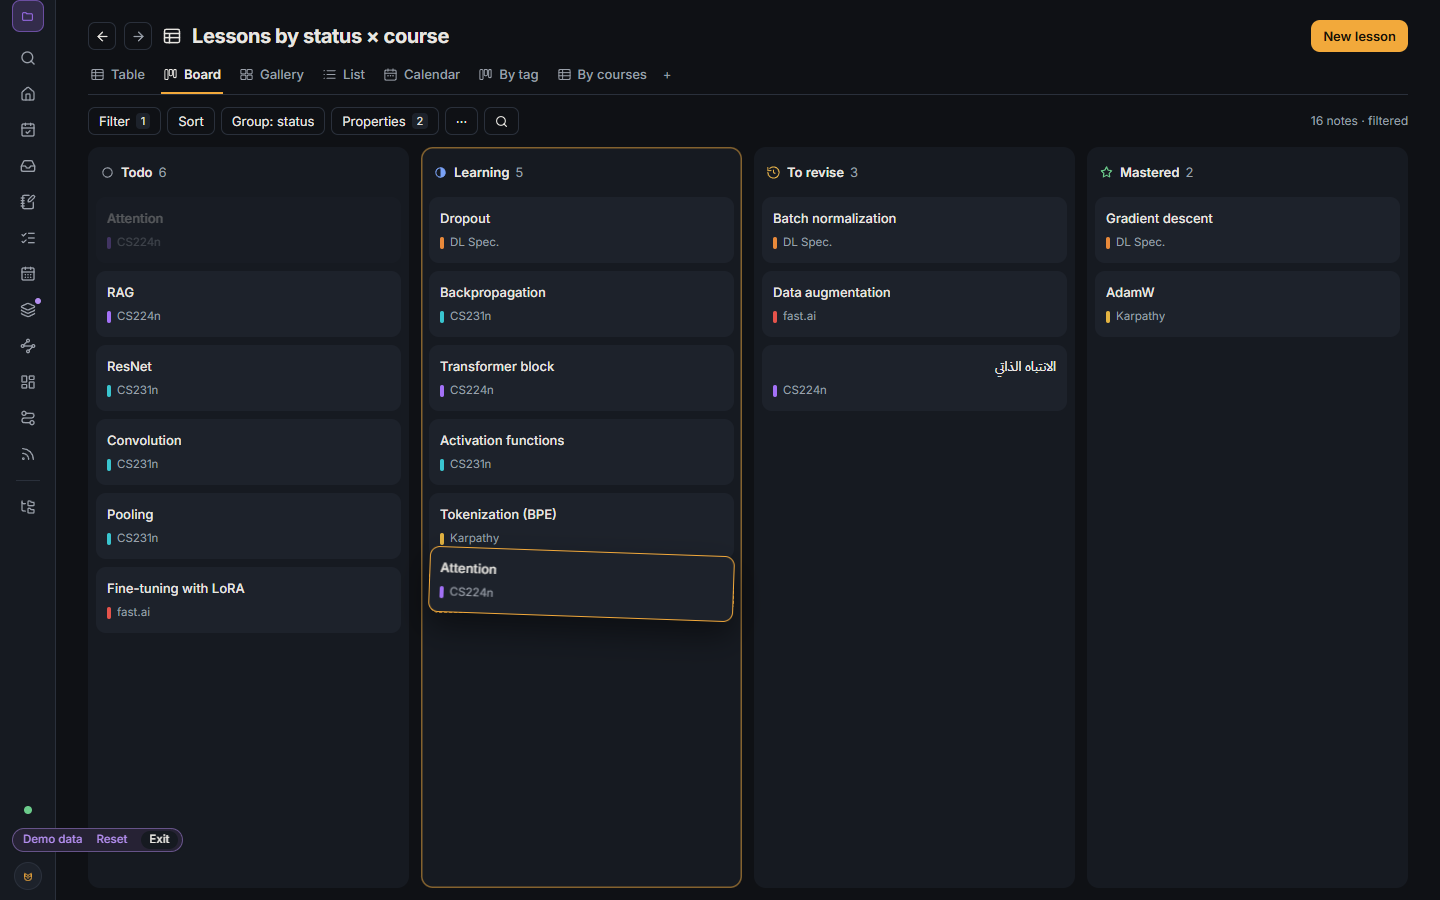 Lessons by status × course
New lesson
Table
Board
Gallery
List
Calendar
By tag
By courses
+
Filter 1
Sort
Group: status
Properties 2
...
16 notes · filtered
Todo 6
Attention
CS224n
RAG
CS224n
ResNet
CS231n
Convolution
CS231n
Pooling
CS231n
Fine-tuning with LoRA
fast.ai
Learning 5
Dropout
DL Spec.
Backpropagation
CS231n
Transformer block
CS224n
Activation functions
CS231n
Tokenization (BPE)
Karpathy
Attention
CS224n
To revise 3
Batch normalization
DL Spec.
Data augmentation
fast.ai
الانتباه الذاتي
CS224n
Mastered 2
Gradient descent
DL Spec.
AdamW
Karpathy
Demo data Reset Exit